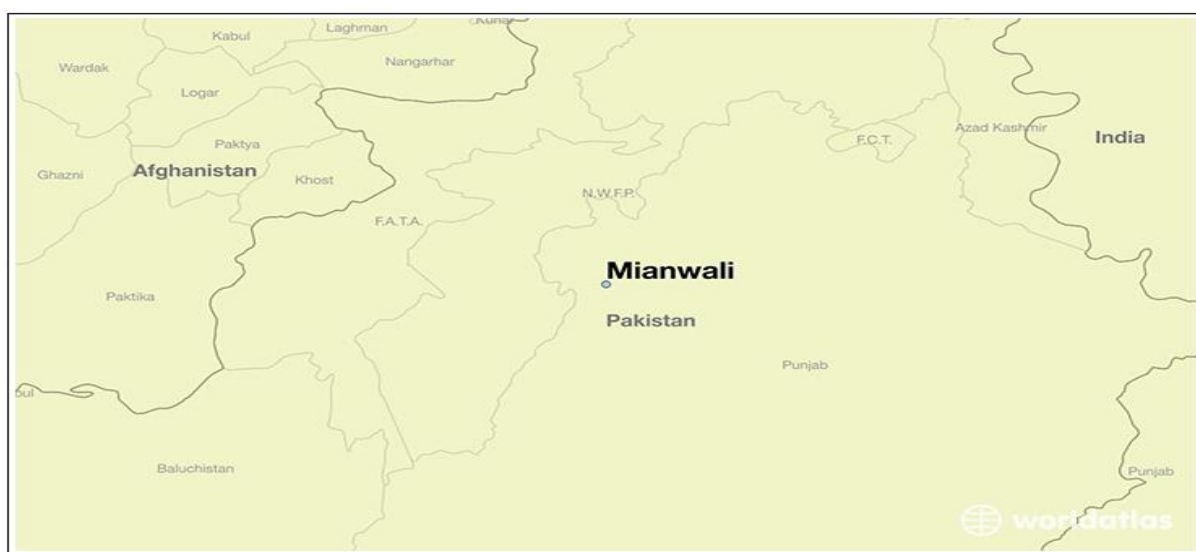 Kunar
Laghman
Kabul
Nangarhar
Wardak
Logar
Azad Kashmir
India
F.C.T.
Paktya
Afghanistan
Ghazni
Khost
N.W.F.P.
F.A.T.A.
Mianwali
Paktika
Pakistan
Punjab
bul
Baluchistan
Punjab
worldatlas